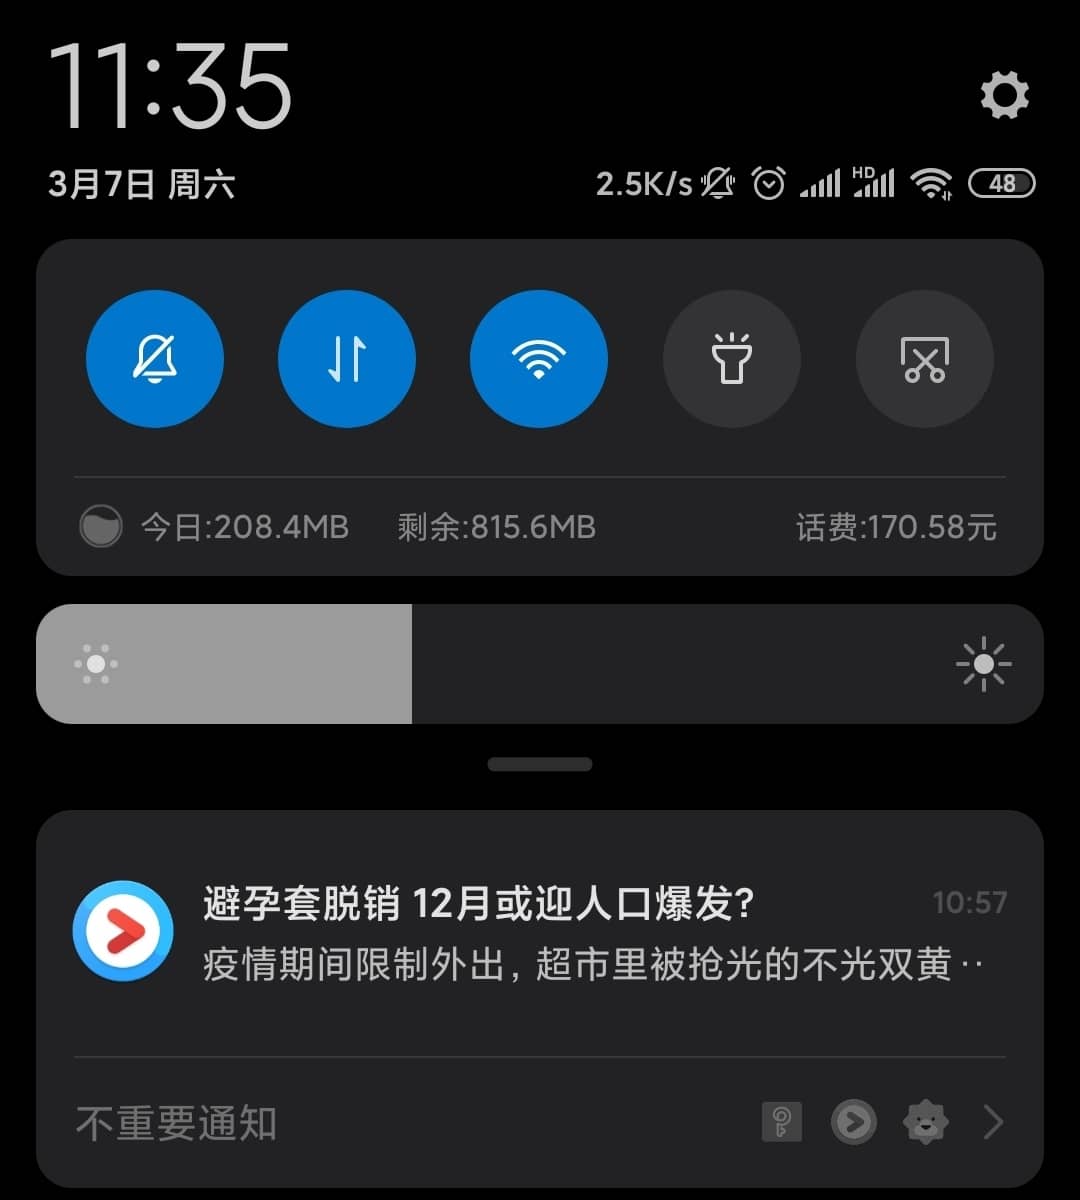 11:35
3月7日 周六
2.5K/s HD 48
今日:208.4MB 剩余:815.6MB 话费:170.58元
避孕套脱销 12月或迎人口爆发? 10:57
疫情期间限制外出，超市里被抢光的不光双黄··
不重要通知